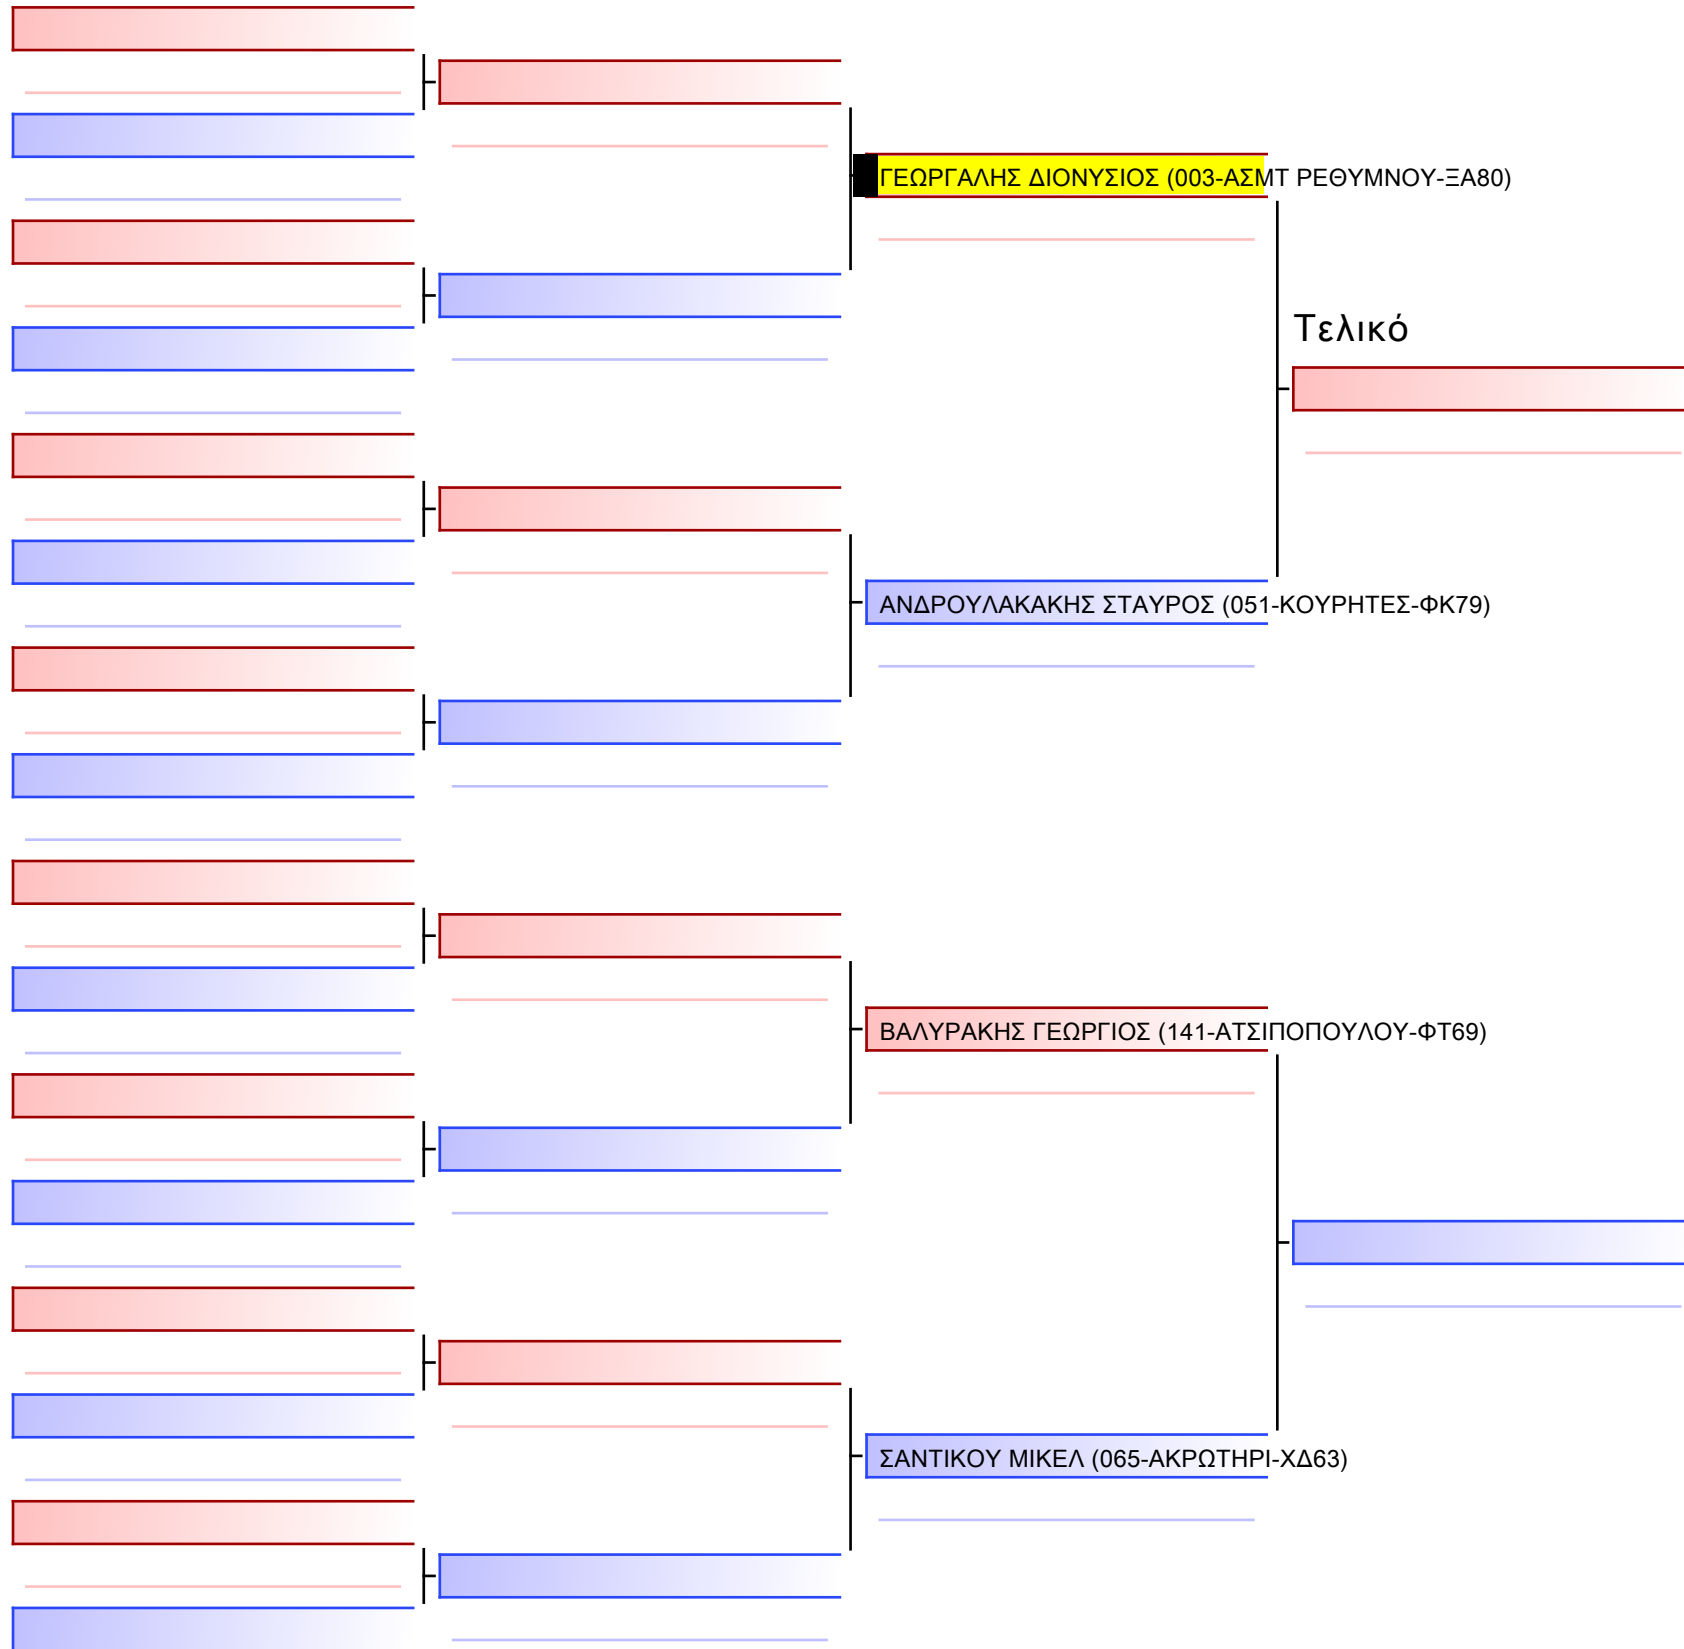 ΓΕΩΡΓΑΛΗΣ ΔΙΟΝΥΣΙΟΣ (003-ΑΣΜΤ ΡΕΘΥΜΝΟΥ-ΞΑ80)
Τελικό
ΑΝΔΡΟΥΛΑΚΑΚΗΣ ΣΤΑΥΡΟΣ (051-ΚΟΥΡΗΤΕΣ-ΦΚ79)
ΒΑΛΥΡΑΚΗΣ ΓΕΩΡΓΙΟΣ (141-ΑΤΣΙΠΟΠΟΥΛΟΥ-ΦΤ69)
ΣΑΝΤΙΚΟΥ ΜΙΚΕΛ (065-ΑΚΡΩΤΗΡΙ-ΧΔ63)